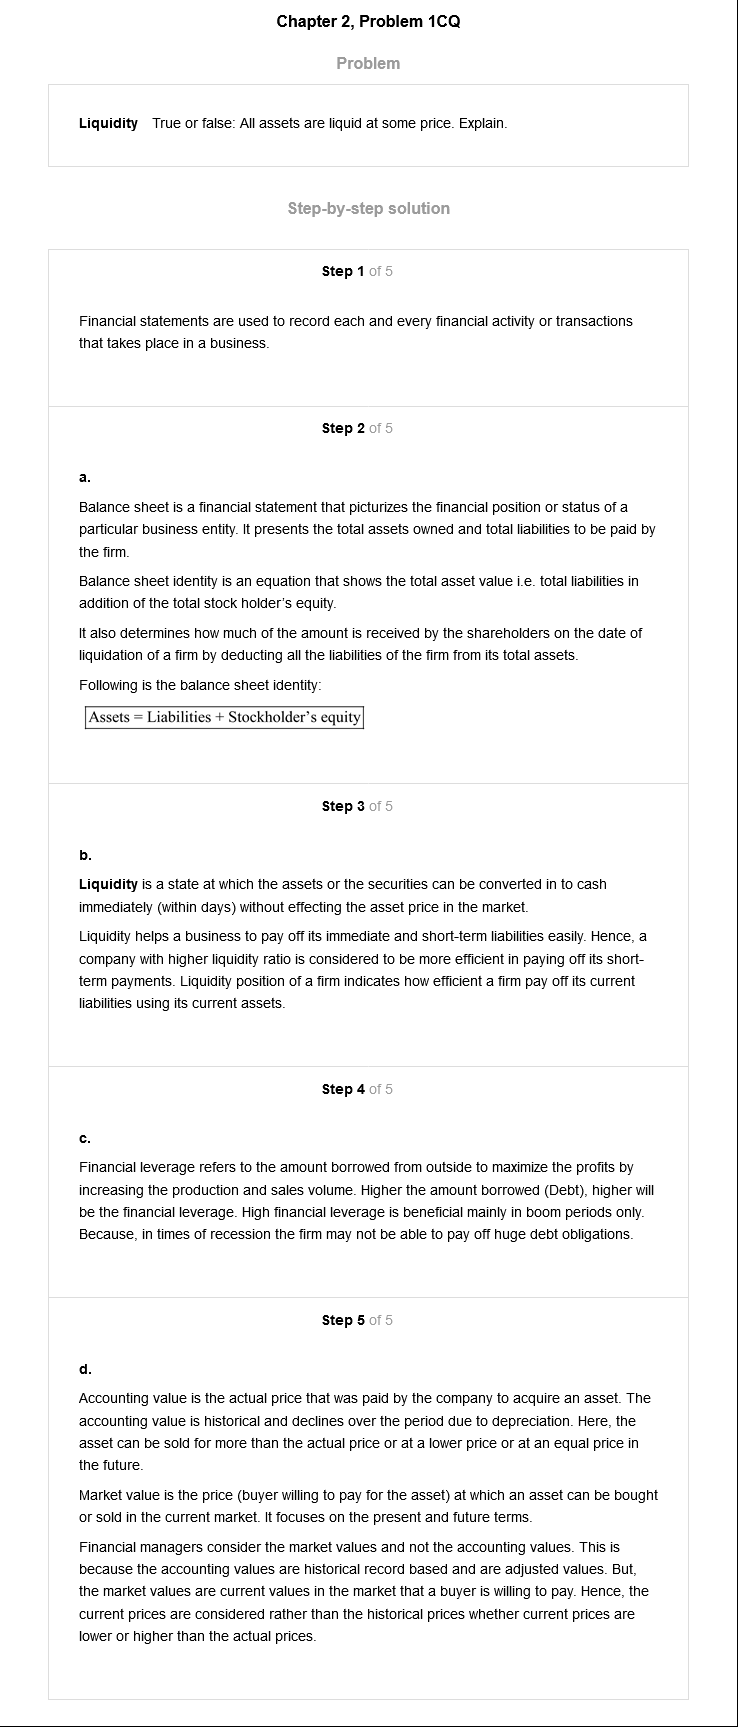 Chapter 2, Problem 1CQ
Problem
Liquidity True or false: All assets are liquid at some price. Explain.
Step-by-step solution
Step 1 of 5
Financial statements are used to record each and every financial activity or transactions
that takes place in a business.
Step 2 of 5
a.
Balance sheet is a financial statement that picturizes the financial position or status of a
particular business entity. It presents the total assets owned and total liabilities to be paid by
the firm.
Balance sheet identity is an equation that shows the total asset value i.e. total liabilities in
addition of the total stock holder's equity.
It also determines how much of the amount is received by the shareholders on the date of
liquidation of a firm by deducting all the liabilities of the firm from its total assets.
Following is the balance sheet identity:
Assets = Liabilities + Stockholder's equity
Step 3 of 5
b.
Liquidity is a state at which the assets or the securities can be converted in to cash
immediately (within days) without effecting the asset price in the market.
Liquidity helps a business to pay off its immediate and short-term liabilities easily. Hence, a
company with higher liquidity ratio is considered to be more efficient in paying off its short-
term payments. Liquidity position of a firm indicates how efficient a firm pay off its current
liabilities using its current assets.
Step 4 of 5
c.
Financial leverage refers to the amount borrowed from outside to maximize the profits by
increasing the production and sales volume. Higher the amount borrowed (Debt), higher will
be the financial leverage. High financial leverage is beneficial mainly in boom periods only.
Because, in times of recession the firm may not be able to pay off huge debt obligations.
Step 5 of 5
d.
Accounting value is the actual price that was paid by the company to acquire an asset. The
accounting value is historical and declines over the period due to depreciation. Here, the
asset can be sold for more than the actual price or at a lower price or at an equal price in
the future.
Market value is the price (buyer willing to pay for the asset) at which an asset can be bought
or sold in the current market. It focuses on the present and future terms.
Financial managers consider the market values and not the accounting values. This is
because the accounting values are historical record based and are adjusted values. But,
the market values are current values in the market that a buyer is willing to pay. Hence, the
current prices are considered rather than the historical prices whether current prices are
lower or higher than the actual prices.